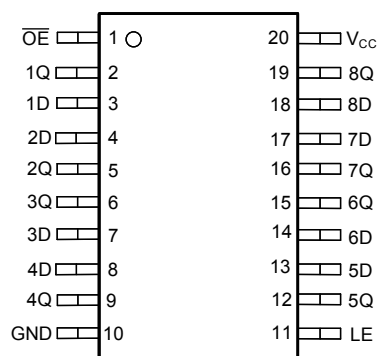 O̅E̅ 1 20 VCC
1Q 2 19 8Q
1D 3 18 8D
2D 4 17 7D
2Q 5 16 7Q
3Q 6 15 6Q
3D 7 14 6D
4D 8 13 5D
4Q 9 12 5Q
GND 10 11 LE